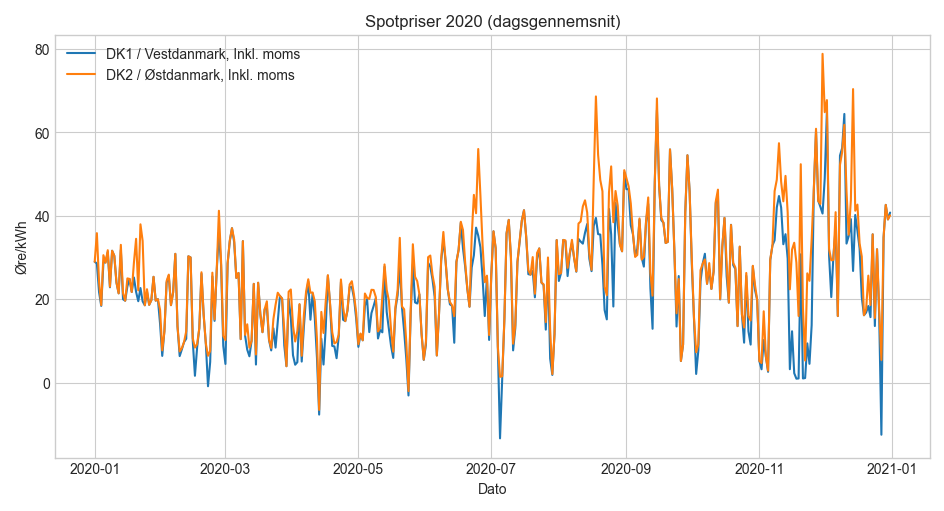 Spotpriser 2020 (dagsgennemsnit)
DK1 / Vestdanmark, Inkl. moms
DK2 / Østdanmark, Inkl. moms
Øre/kWh
80
60
40
20
0
2020-01 2020-03 2020-05 2020-07 2020-09 2020-11 2021-01
Dato